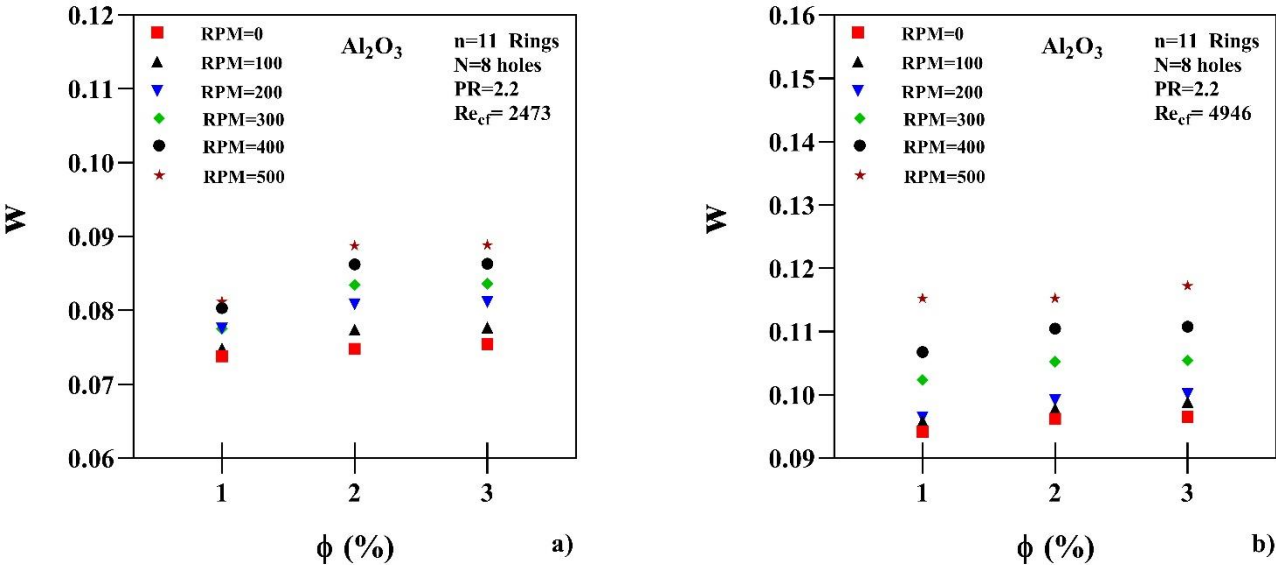 0.12
0.11
0.10
0.09
0.08
0.07
0.06
W
RPM=0
RPM=100
RPM=200
RPM=300
RPM=400
RPM=500
Al₂O₃
n=11 Rings
N=8 holes
PR=2.2
Re_cf= 2473
1 2 3
ϕ (%)
a)
0.16
0.15
0.14
0.13
0.12
0.11
0.10
0.09
W
RPM=0
RPM=100
RPM=200
RPM=300
RPM=400
RPM=500
Al₂O₃
n=11 Rings
N=8 holes
PR=2.2
Re_cf= 4946
1 2 3
ϕ (%)
b)